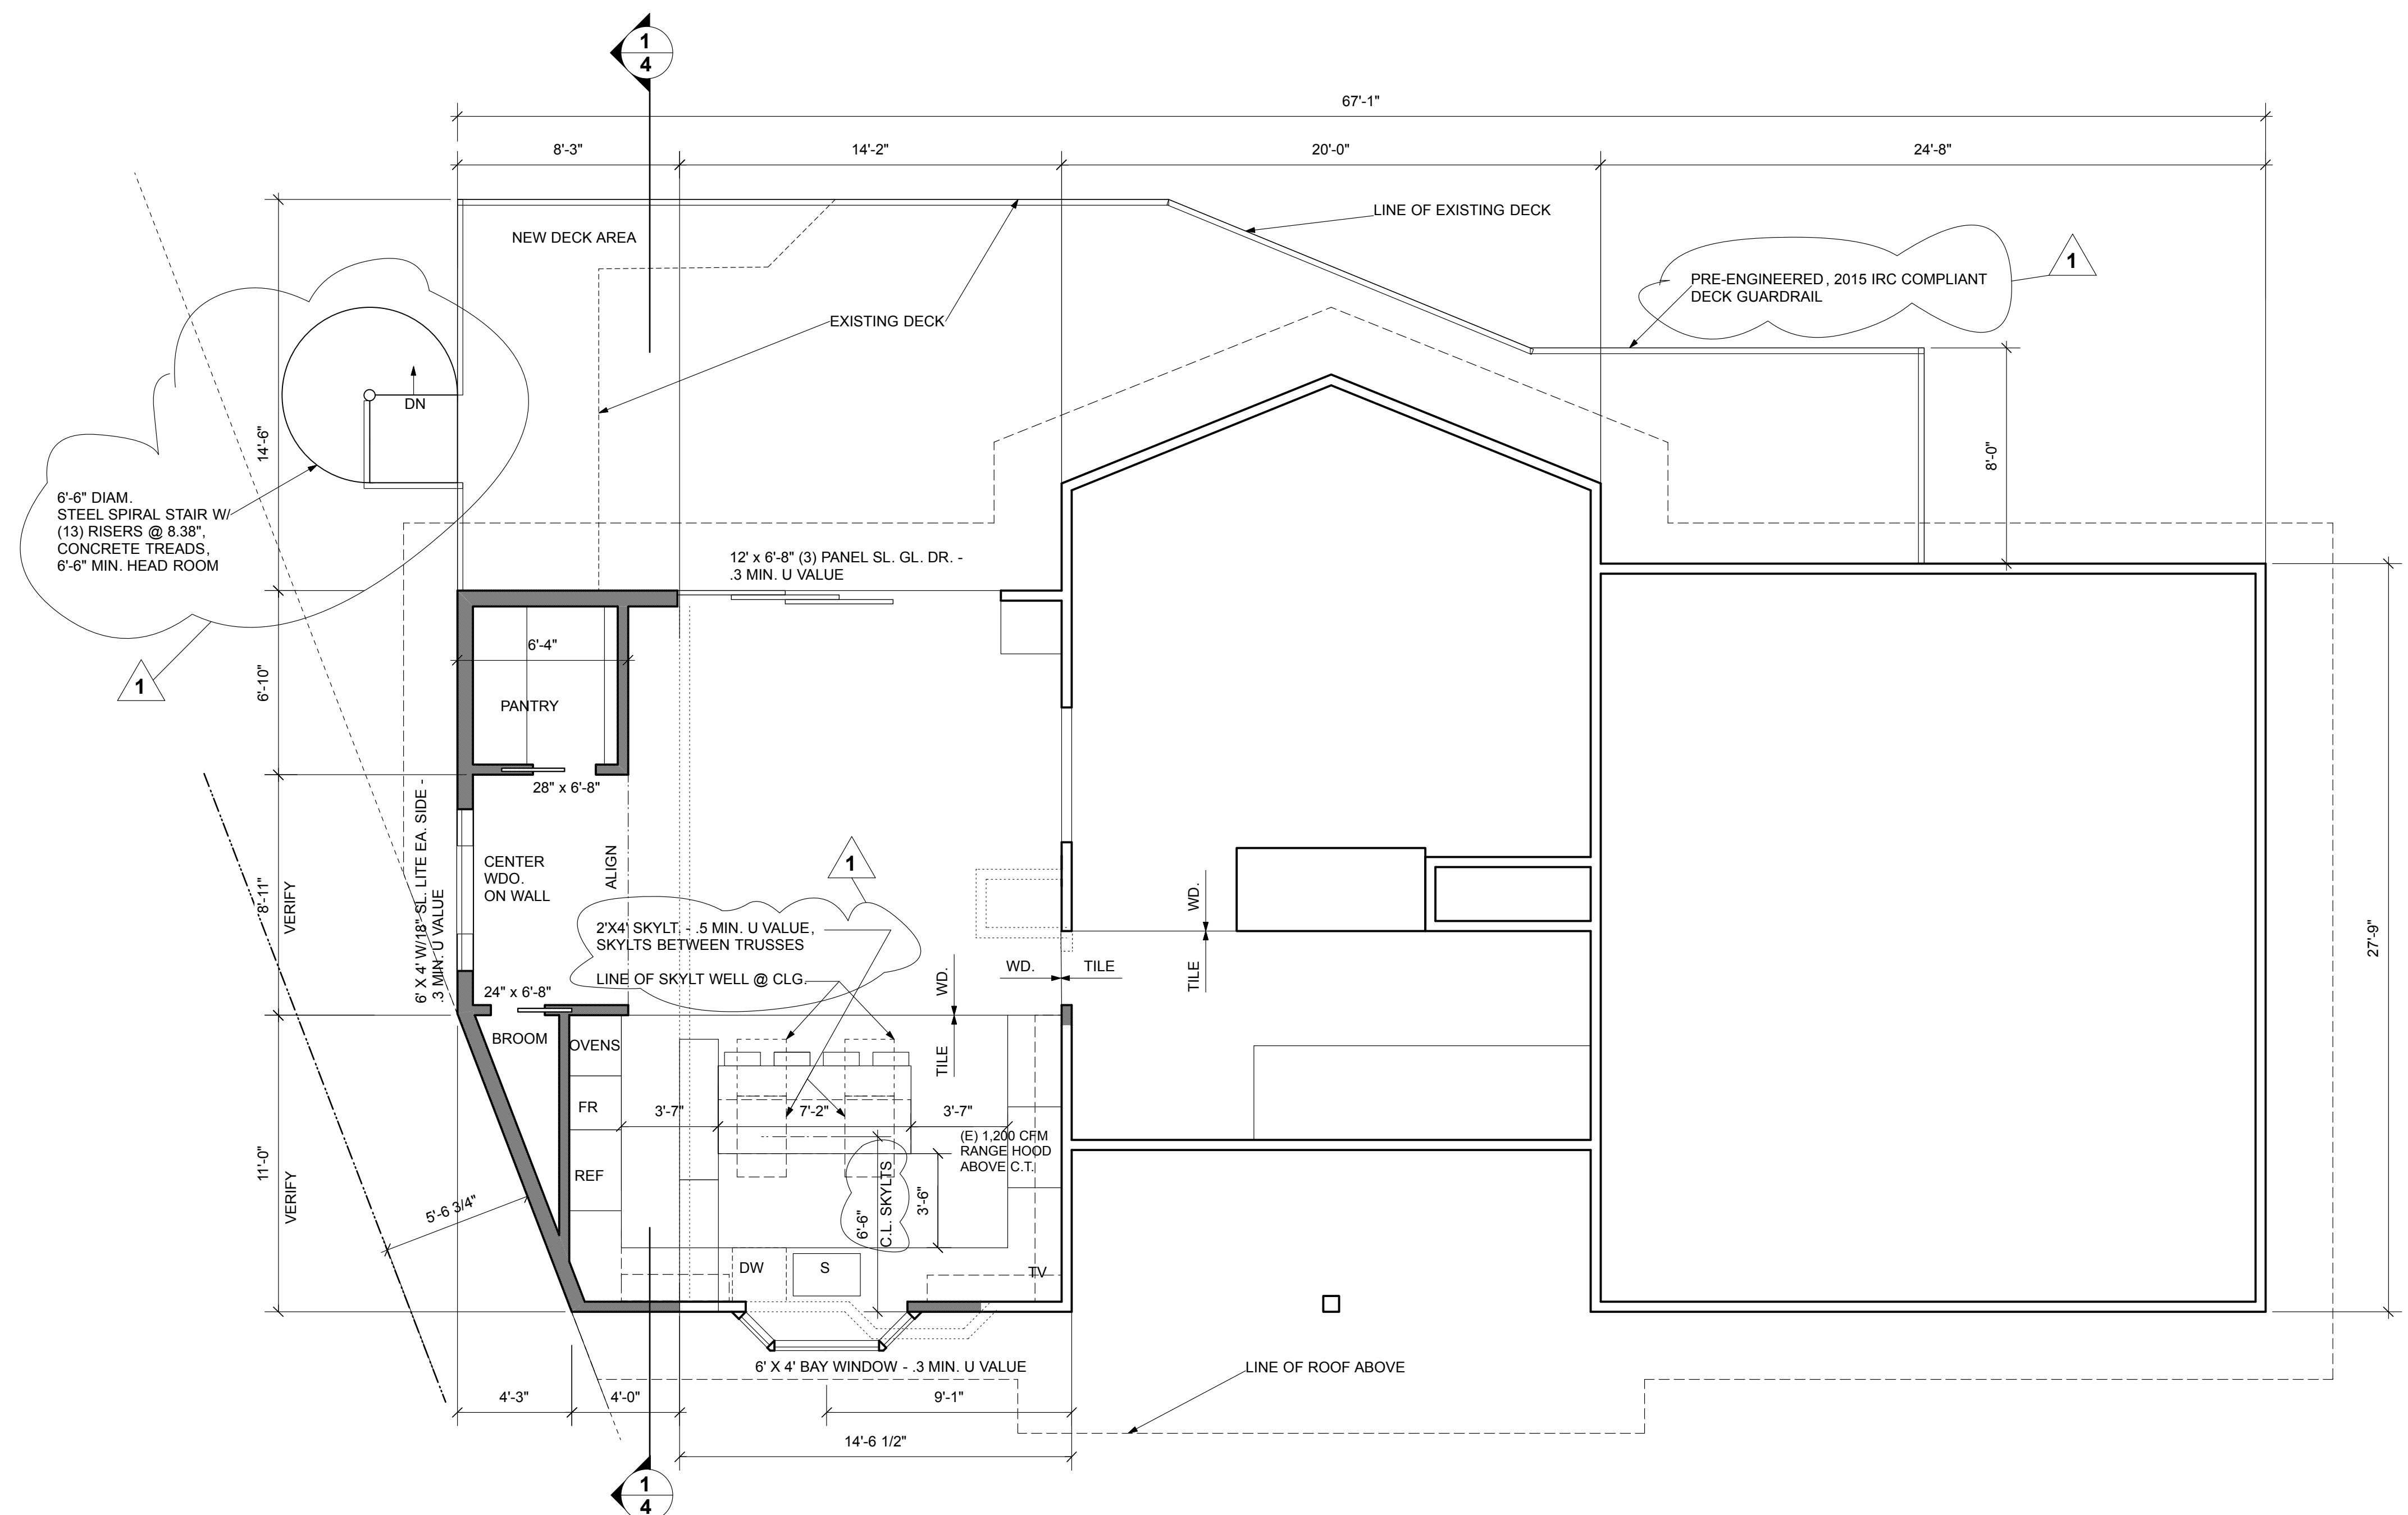 1
4
67'-1"
8'-3"
14'-2"
20'-0"
24'-8"
LINE OF EXISTING DECK
NEW DECK AREA
1
PRE-ENGINEERED, 2015 IRC COMPLIANT
DECK GUARDRAIL
EXISTING DECK
DN
14'-6"
8'-0"
6'-6" DIAM.
STEEL SPIRAL STAIR W/
(13) RISERS @ 8.38",
CONCRETE TREADS,
6'-6" MIN. HEAD ROOM
12' x 6'-8" (3) PANEL SL. GL. DR. -
.3 MIN. U VALUE
6'-4"
1
6'-10"
PANTRY
28" x 6'-8"
6' X 4' W/18" SL. LITE EA. SIDE -
.3 MIN. U VALUE
CENTER
WDO.
ON WALL
ALIGN
1
8'-11"
VERIFY
2'X4' SKYLT. - .5 MIN. U VALUE,
SKYLTS BETWEEN TRUSSES
LINE OF SKYLT WELL @ CLG.
WD.
TILE
WD.
TILE
WD.
TILE
27'-9"
24" x 6'-8"
BROOM
OVENS
FR
REF
3'-7"
7'-2"
3'-7"
(E) 1,200 CFM
RANGE HOOD
ABOVE C.T.
11'-0"
VERIFY
5'-6 3/4"
6'-6"
C.L. SKYLTS
3'-6"
DW
S
TV
6' X 4' BAY WINDOW - .3 MIN. U VALUE
LINE OF ROOF ABOVE
4'-3"
4'-0"
9'-1"
14'-6 1/2"
1
4